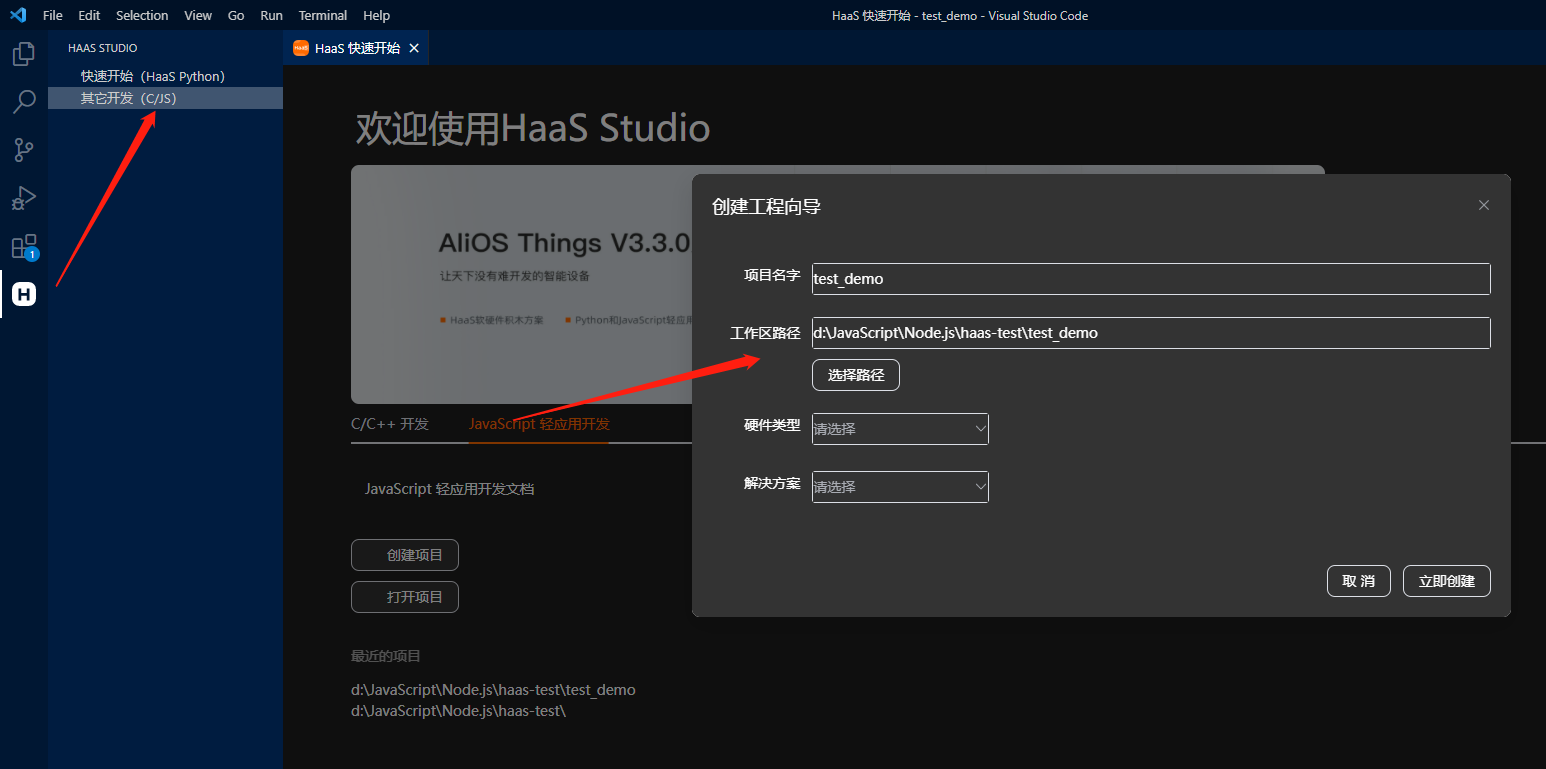 File Edit Selection View Go Run Terminal Help
HaaS 快速开始 - test_demo - Visual Studio Code
HAAS STUDIO
快速开始（HaaS Python）
其它开发（C/JS）
1
H
HaaS HaaS 快速开始
欢迎使用HaaS Studio
AliOS Things V3.3.0
让天下没有难开发的智能设备
HaaS软硬件积木方案 Python和JavaScript轻应用
C/C++ 开发 JavaScript 轻应用开发
JavaScript 轻应用开发文档
创建项目
打开项目
最近的项目
d:\JavaScript\Node.js\haas-test\test_demo
d:\JavaScript\Node.js\haas-test\
创建工程向导
项目名字 test_demo
工作区路径 d:\JavaScript\Node.js\haas-test\test_demo
选择路径
硬件类型 请选择
解决方案 请选择
取 消 立即创建